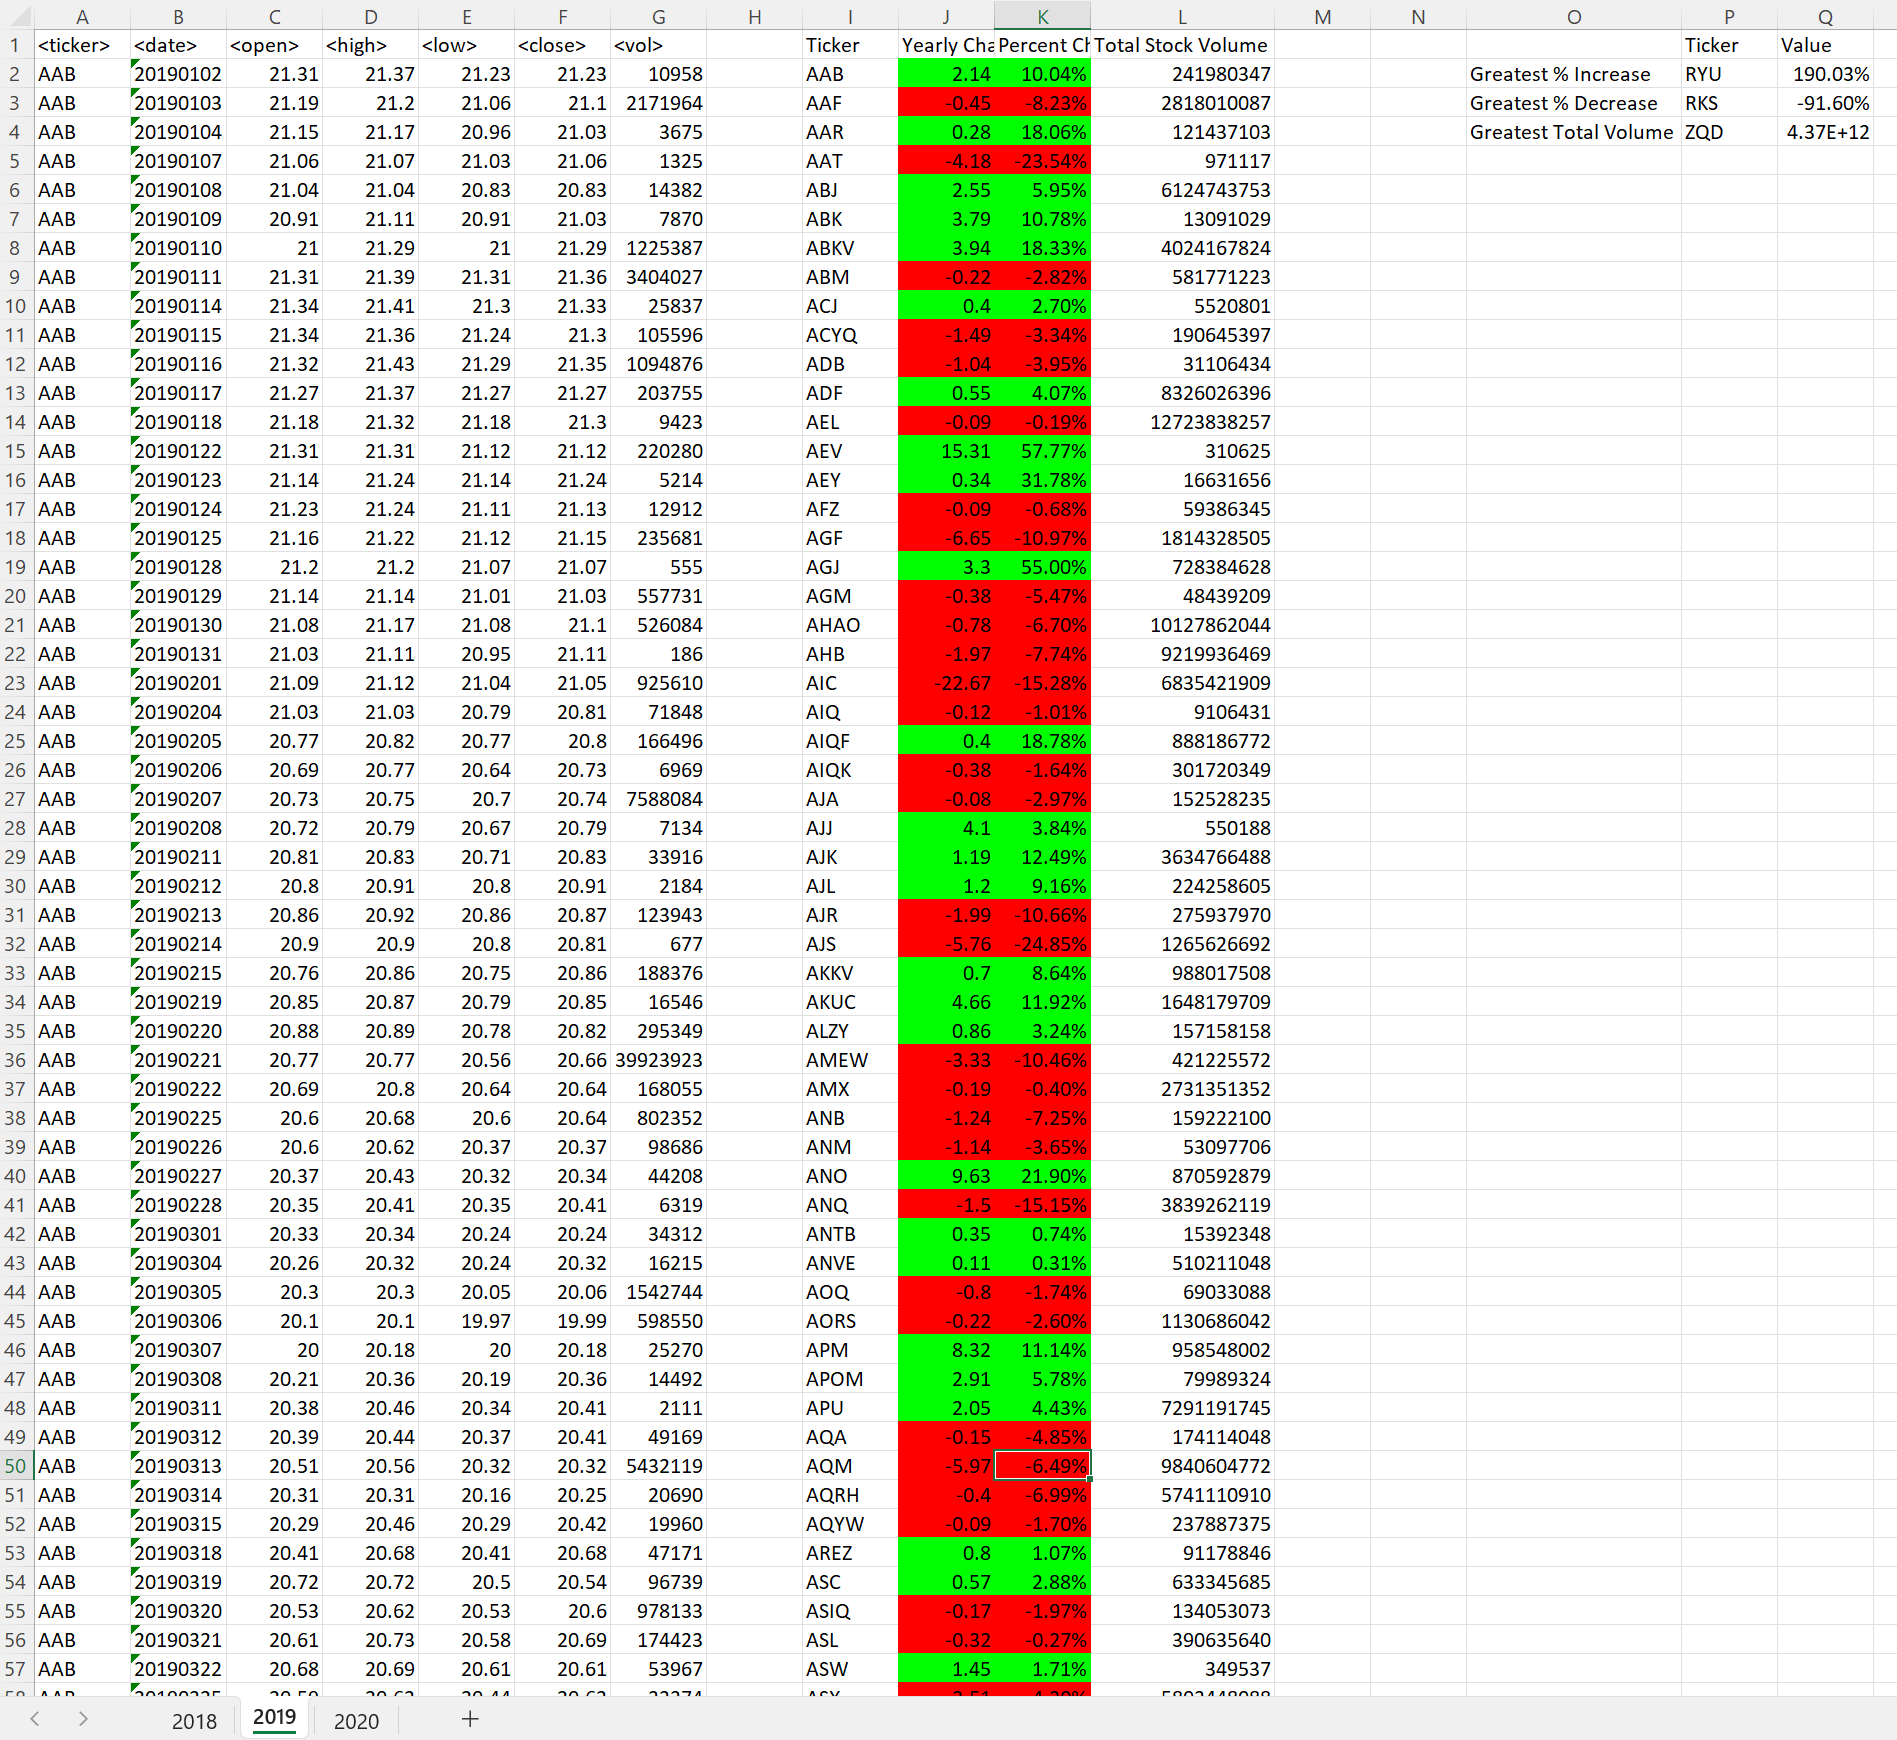 A B C D E F G H I J K L M N O P Q
1 <ticker> <date> <open> <high> <low> <close> <vol> Ticker Yearly Cha Percent Ch Total Stock Volume Ticker Value
2 AAB 20190102 21.31 21.37 21.23 21.23 10958 AAB 2.14 10.04% 241980347 Greatest % Increase RYU 190.03%
3 AAB 20190103 21.19 21.2 21.06 21.1 2171964 AAF -0.45 -8.23% 2818010087 Greatest % Decrease RKS -91.60%
4 AAB 20190104 21.15 21.17 20.96 21.03 3675 AAR 0.28 18.06% 121437103 Greatest Total Volume ZQD 4.37E+12
5 AAB 20190107 21.06 21.07 21.03 21.06 1325 AAT -4.18 -23.54% 971117
6 AAB 20190108 21.04 21.04 20.83 20.83 14382 ABJ 2.55 5.95% 6124743753
7 AAB 20190109 20.91 21.11 20.91 21.03 7870 ABK 3.79 10.78% 13091029
8 AAB 20190110 21 21.29 21 21.29 1225387 ABKV 3.94 18.33% 4024167824
9 AAB 20190111 21.31 21.39 21.31 21.36 3404027 ABM -0.22 -2.82% 581771223
10 AAB 20190114 21.34 21.41 21.3 21.33 25837 ACJ 0.4 2.70% 5520801
11 AAB 20190115 21.34 21.36 21.24 21.3 105596 ACYQ -1.49 -3.34% 190645397
12 AAB 20190116 21.32 21.43 21.29 21.35 1094876 ADB -1.04 -3.95% 31106434
13 AAB 20190117 21.27 21.37 21.27 21.27 203755 ADF 0.55 4.07% 8326026396
14 AAB 20190118 21.18 21.32 21.18 21.3 9423 AEL -0.09 -0.19% 12723838257
15 AAB 20190122 21.31 21.31 21.12 21.12 220280 AEV 15.31 57.77% 310625
16 AAB 20190123 21.14 21.24 21.14 21.24 5214 AEY 0.34 31.78% 16631656
17 AAB 20190124 21.23 21.24 21.11 21.13 12912 AFZ -0.09 -0.68% 59386345
18 AAB 20190125 21.16 21.22 21.12 21.15 235681 AGF -6.65 -10.97% 1814328505
19 AAB 20190128 21.2 21.2 21.07 21.07 555 AGJ 3.3 55.00% 728384628
20 AAB 20190129 21.14 21.14 21.01 21.03 557731 AGM -0.38 -5.47% 48439209
21 AAB 20190130 21.08 21.17 21.08 21.1 526084 AHAO -0.78 -6.70% 10127862044
22 AAB 20190131 21.03 21.11 20.95 21.11 186 AHB -1.97 -7.74% 9219936469
23 AAB 20190201 21.09 21.12 21.04 21.05 925610 AIC -22.67 -15.28% 6835421909
24 AAB 20190204 21.03 21.03 20.79 20.81 71848 AIQ -0.12 -1.01% 9106431
25 AAB 20190205 20.77 20.82 20.77 20.8 166496 AIQF 0.4 18.78% 888186772
26 AAB 20190206 20.69 20.77 20.64 20.73 6969 AIQK -0.38 -1.64% 301720349
27 AAB 20190207 20.73 20.75 20.7 20.74 7588084 AJA -0.08 -2.97% 152528235
28 AAB 20190208 20.72 20.79 20.67 20.79 7134 AJJ 4.1 3.84% 550188
29 AAB 20190211 20.81 20.83 20.71 20.83 33916 AJK 1.19 12.49% 3634766488
30 AAB 20190212 20.8 20.91 20.8 20.91 2184 AJL 1.2 9.16% 224258605
31 AAB 20190213 20.86 20.92 20.86 20.87 123943 AJR -1.99 -10.66% 275937970
32 AAB 20190214 20.9 20.9 20.8 20.81 677 AJS -5.76 -24.85% 1265626692
33 AAB 20190215 20.76 20.86 20.75 20.86 188376 AKKV 0.7 8.64% 988017508
34 AAB 20190219 20.85 20.87 20.79 20.85 16546 AKUC 4.66 11.92% 1648179709
35 AAB 20190220 20.88 20.89 20.78 20.82 295349 ALZY 0.86 3.24% 157158158
36 AAB 20190221 20.77 20.77 20.56 20.66 39923923 AMEW -3.33 -10.46% 421225572
37 AAB 20190222 20.69 20.8 20.64 20.64 168055 AMX -0.19 -0.40% 2731351352
38 AAB 20190225 20.6 20.68 20.6 20.64 802352 ANB -1.24 -7.25% 159222100
39 AAB 20190226 20.6 20.62 20.37 20.37 98686 ANM -1.14 -3.65% 53097706
40 AAB 20190227 20.37 20.43 20.32 20.34 44208 ANO 9.63 21.90% 870592879
41 AAB 20190228 20.35 20.41 20.35 20.41 6319 ANQ -1.5 -15.15% 3839262119
42 AAB 20190301 20.33 20.34 20.24 20.24 34312 ANTB 0.35 0.74% 15392348
43 AAB 20190304 20.26 20.32 20.24 20.32 16215 ANVE 0.11 0.31% 510211048
44 AAB 20190305 20.3 20.3 20.05 20.06 1542744 AOQ -0.8 -1.74% 69033088
45 AAB 20190306 20.1 20.1 19.97 19.99 598550 AORS -0.22 -2.60% 1130686042
46 AAB 20190307 20 20.18 20 20.18 25270 APM 8.32 11.14% 958548002
47 AAB 20190308 20.21 20.36 20.19 20.36 14492 APOM 2.91 5.78% 79989324
48 AAB 20190311 20.38 20.46 20.34 20.41 2111 APU 2.05 4.43% 7291191745
49 AAB 20190312 20.39 20.44 20.37 20.41 49169 AQA -0.15 -4.85% 174114048
50 AAB 20190313 20.51 20.56 20.32 20.32 5432119 AQM -5.97 -6.49% 9840604772
51 AAB 20190314 20.31 20.31 20.16 20.25 20690 AQRH -0.4 -6.99% 5741110910
52 AAB 20190315 20.29 20.46 20.29 20.42 19960 AQYW -0.09 -1.70% 237887375
53 AAB 20190318 20.41 20.68 20.41 20.68 47171 AREZ 0.8 1.07% 91178846
54 AAB 20190319 20.72 20.72 20.5 20.54 96739 ASC 0.57 2.88% 633345685
55 AAB 20190320 20.53 20.62 20.53 20.6 978133 ASIQ -0.17 -1.97% 134053073
56 AAB 20190321 20.61 20.73 20.58 20.69 174423 ASL -0.32 -0.27% 390635640
57 AAB 20190322 20.68 20.69 20.61 20.61 53967 ASW 1.45 1.71% 349537
2018 2019 2020 +